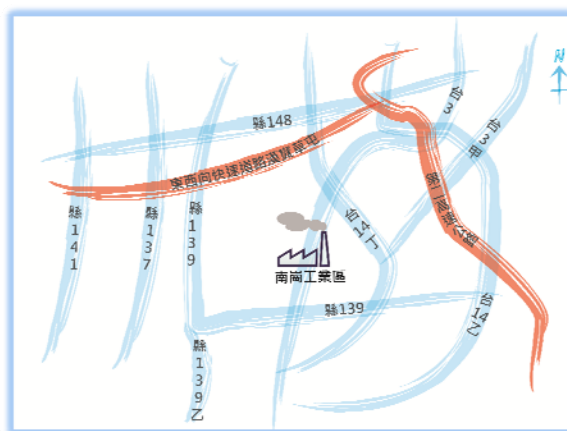 N
台3
台3甲
縣148
東西向快速道路漢寶草屯
第二高速公路
縣141
縣137
縣139
台14丁
南崗工業區
縣139
台14乙
縣139乙